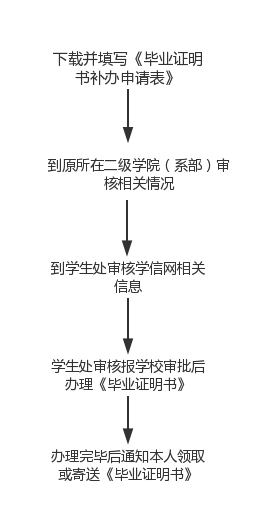 下载并填写《毕业证明
书补办申请表》
到原所在二级学院（系部）审
核相关情况
到学生处审核学信网相关
信息
学生处审核报学校审批后
办理《毕业证明书》
办理完毕后通知本人领取
或寄送《毕业证明书》